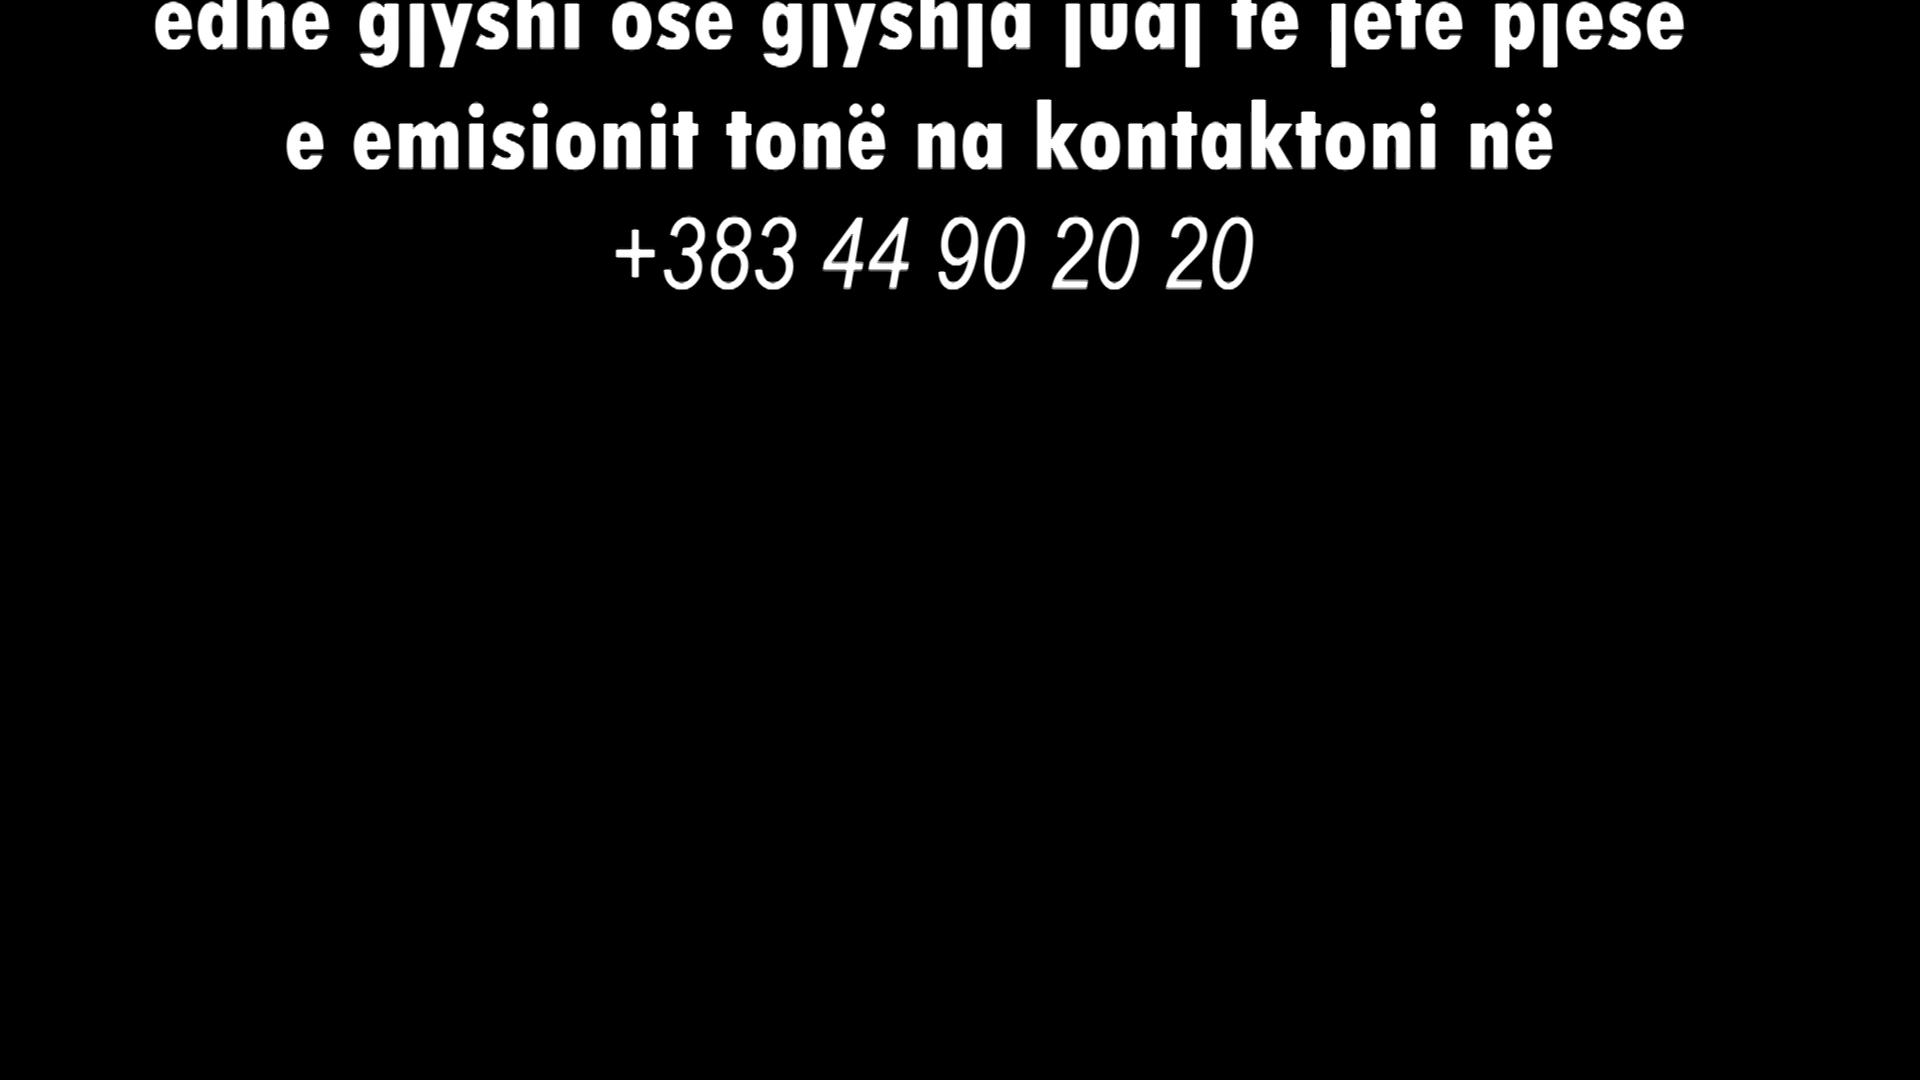 edhe gjyshi ose gjyshja juaj të jetë pjesë
e emisionit tonë na kontaktoni në
+383 44 90 20 20